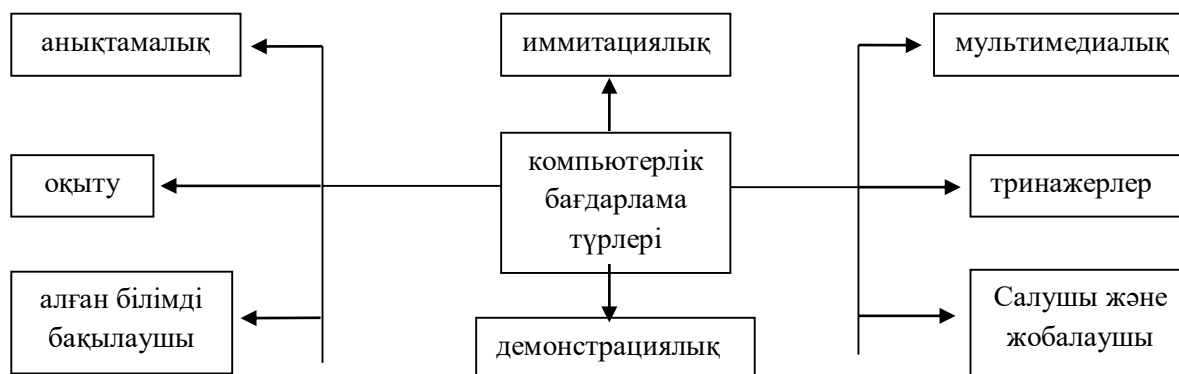 анықтамалық
иммитациялық
мультимедиалық
оқыту
компьютерлік
бағдарлама
түрлері
тринажерлер
алған білімді
бақылаушы
демонстрациялық
Салушы және
жобалаушы